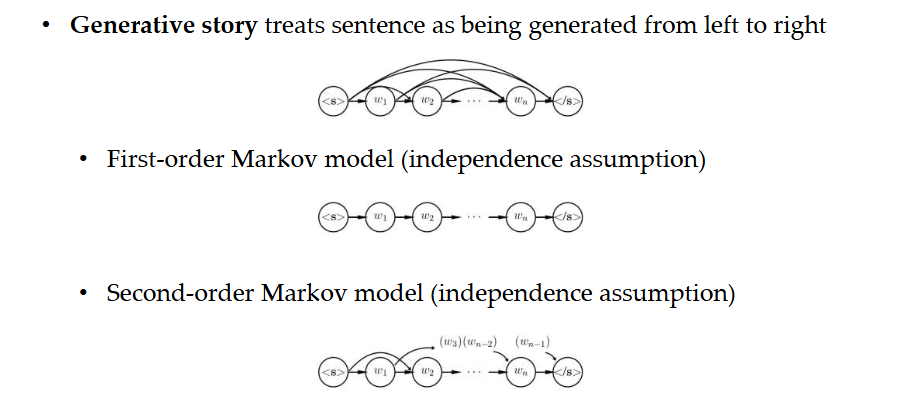 • Generative story treats sentence as being generated from left to right
<s> w₁ w₂ ... wₙ </s>
• First-order Markov model (independence assumption)
<s> w₁ w₂ ... wₙ </s>
• Second-order Markov model (independence assumption)
(w₃)(wₙ₋₂) (wₙ₋₁)
<s> w₁ w₂ ... wₙ </s>